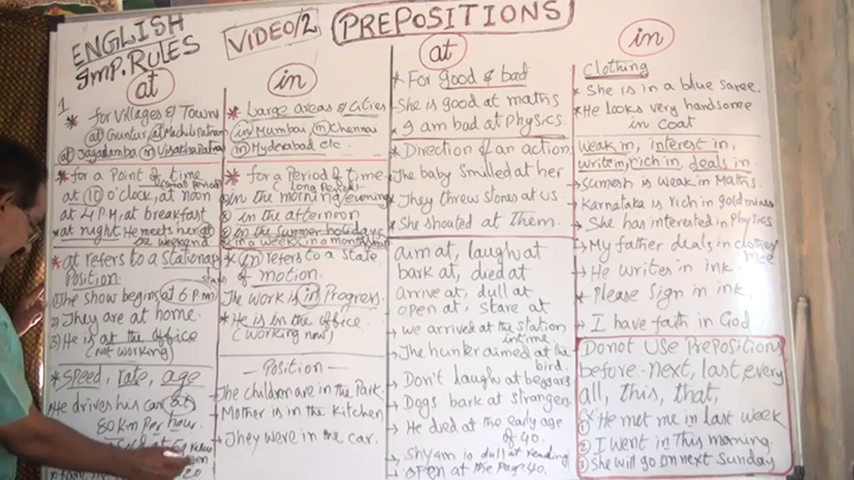 ENGLISH
Imp. RULES
VIDEO/2
PREPOSITIONS
at
1
* for Villages & Town
at Guntur, at Machilipatnam
at Jagadamba in Visakhapatnam
* for a Point of time
(small period)
at 10 o'clock, at noon
at 4 P.M, at breakfast
* at night He meets her at
the weekend
* at refers to a stationary
Position.
① The show begins at 6 p.m
2) They are at home.
3) He is at the office
(not working)
* Speed, rate, age
He drives his car at
80 Km Per hour.
in
* Large areas & Cities
in Mumbai in Chennai
in Hyderabad etc.
* for a Period of time
(Long Period)
in the morning, evening
in the afternoon
in the summer holidays
in a week, in a month
* in refers to a state
of motion.
The work is in Progress.
* He is in the office
(working now)
- Position -
The children are in the Park.
Mother is in the Kitchen
They were in the car.
at
* For good & bad
She is good at maths
* I am bad at Physics.
* Direction of an action
The baby smiled at her
* They threw stones at us.
* She shouted at Them.
aim at, laugh at
bark at, died at
arrive at, dull at
open at, stare at
→ we arrived at the station
in time
→ The hunter aimed at the
bird.
→ Don't laugh at beggars
→ Dogs bark at strangers
→ He died at the early age
of 40.
→ Shyam is dull at reading
→ open at the Page 40.
in
Clothing
* She is in a blue saree.
* He looks very handsome
in coat
weak in, interest in,
write in, rich in, deals in
→ Sumesh is weak in Maths.
Karnataka is rich in gold mines
→ She has interested in Physics
→ My father deals in clothes
→ He writes in ink.
* Please Sign in ink.
→ I have faith in God
Do not Use Prepositions
before next, last, every
all, this, that,
① He met me in last week
② I went in This morning.
③ She will go on next Sunday